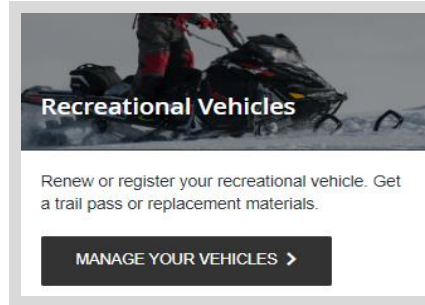 Recreational Vehicles
Renew or register your recreational vehicle. Get
a trail pass or replacement materials.
MANAGE YOUR VEHICLES >